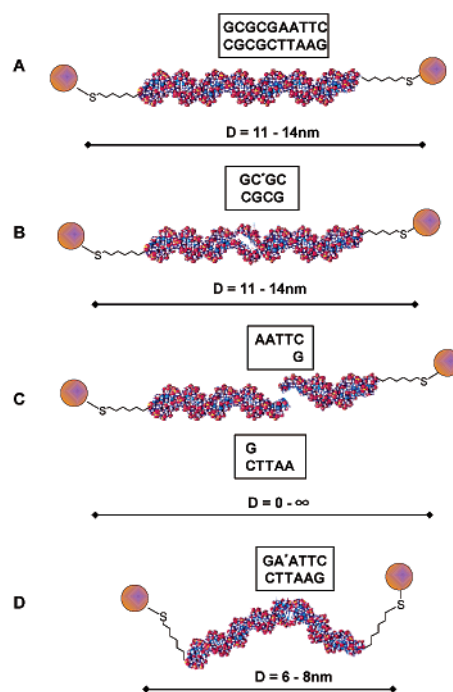 GCGCGAATTC
CGCGCTTAAG
A
S
S
D = 11 - 14nm
GC*GC
CGCG
B
S
S
D = 11 - 14nm
AATTC
G
C
S
S
G
CTTAA
D = 0 - ∞
GA*ATTC
CTTAAG
D
S
S
D = 6 - 8nm